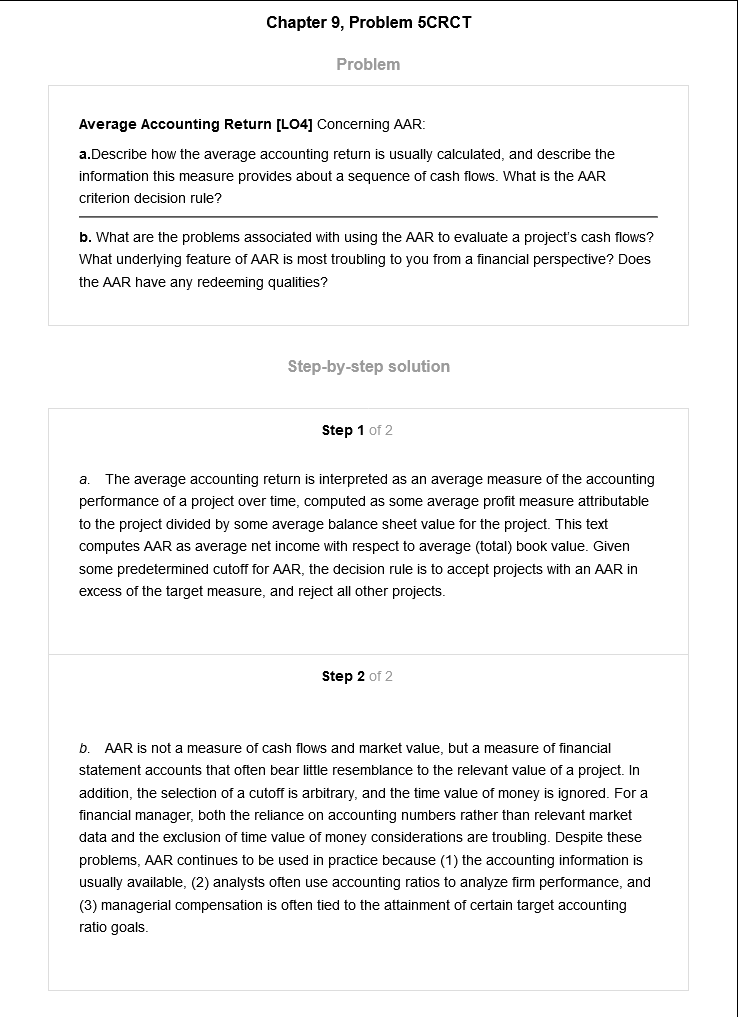 Chapter 9, Problem 5CRCT
Problem
Average Accounting Return [LO4] Concerning AAR:
a.Describe how the average accounting return is usually calculated, and describe the
information this measure provides about a sequence of cash flows. What is the AAR
criterion decision rule?
b. What are the problems associated with using the AAR to evaluate a project's cash flows?
What underlying feature of AAR is most troubling to you from a financial perspective? Does
the AAR have any redeeming qualities?
Step-by-step solution
Step 1 of 2
a. The average accounting return is interpreted as an average measure of the accounting
performance of a project over time, computed as some average profit measure attributable
to the project divided by some average balance sheet value for the project. This text
computes AAR as average net income with respect to average (total) book value. Given
some predetermined cutoff for AAR, the decision rule is to accept projects with an AAR in
excess of the target measure, and reject all other projects.
Step 2 of 2
b. AAR is not a measure of cash flows and market value, but a measure of financial
statement accounts that often bear little resemblance to the relevant value of a project. In
addition, the selection of a cutoff is arbitrary, and the time value of money is ignored. For a
financial manager, both the reliance on accounting numbers rather than relevant market
data and the exclusion of time value of money considerations are troubling. Despite these
problems, AAR continues to be used in practice because (1) the accounting information is
usually available, (2) analysts often use accounting ratios to analyze firm performance, and
(3) managerial compensation is often tied to the attainment of certain target accounting
ratio goals.